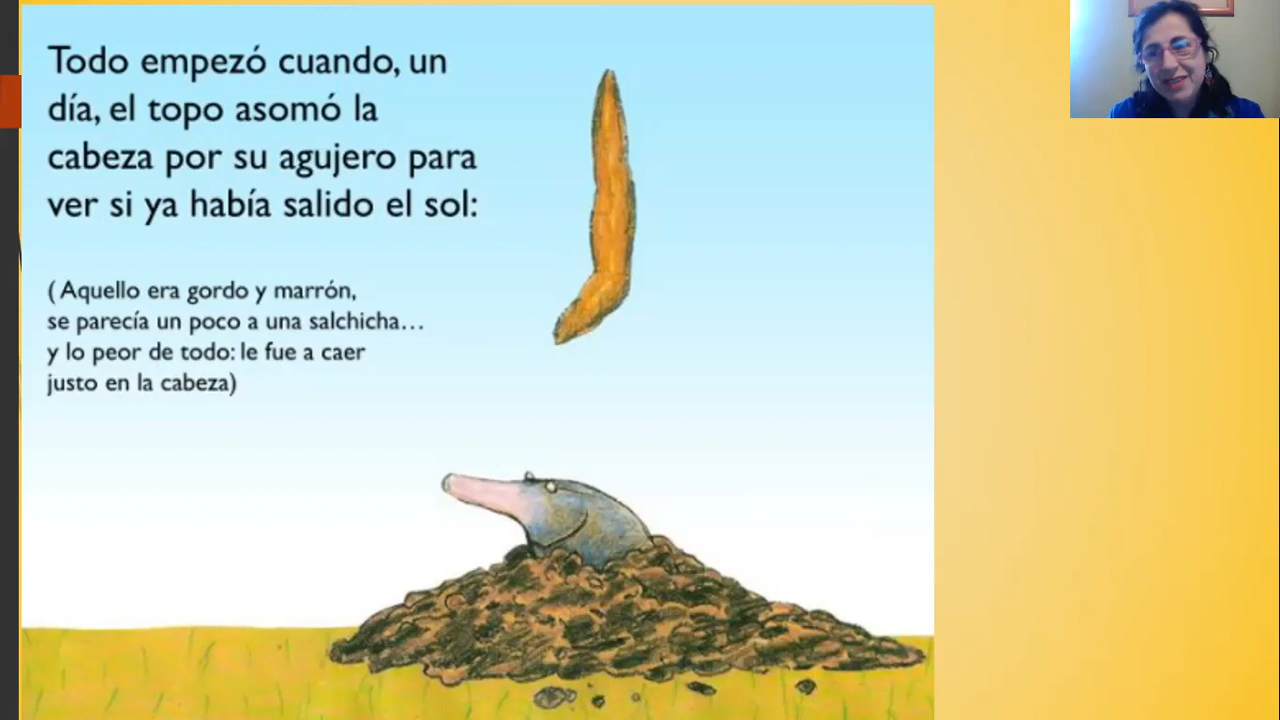 Todo empezó cuando, un
día, el topo asomó la
cabeza por su agujero para
ver si ya había salido el sol:
( Aquello era gordo y marrón,
se parecía un poco a una salchicha...
y lo peor de todo: le fue a caer
justo en la cabeza)